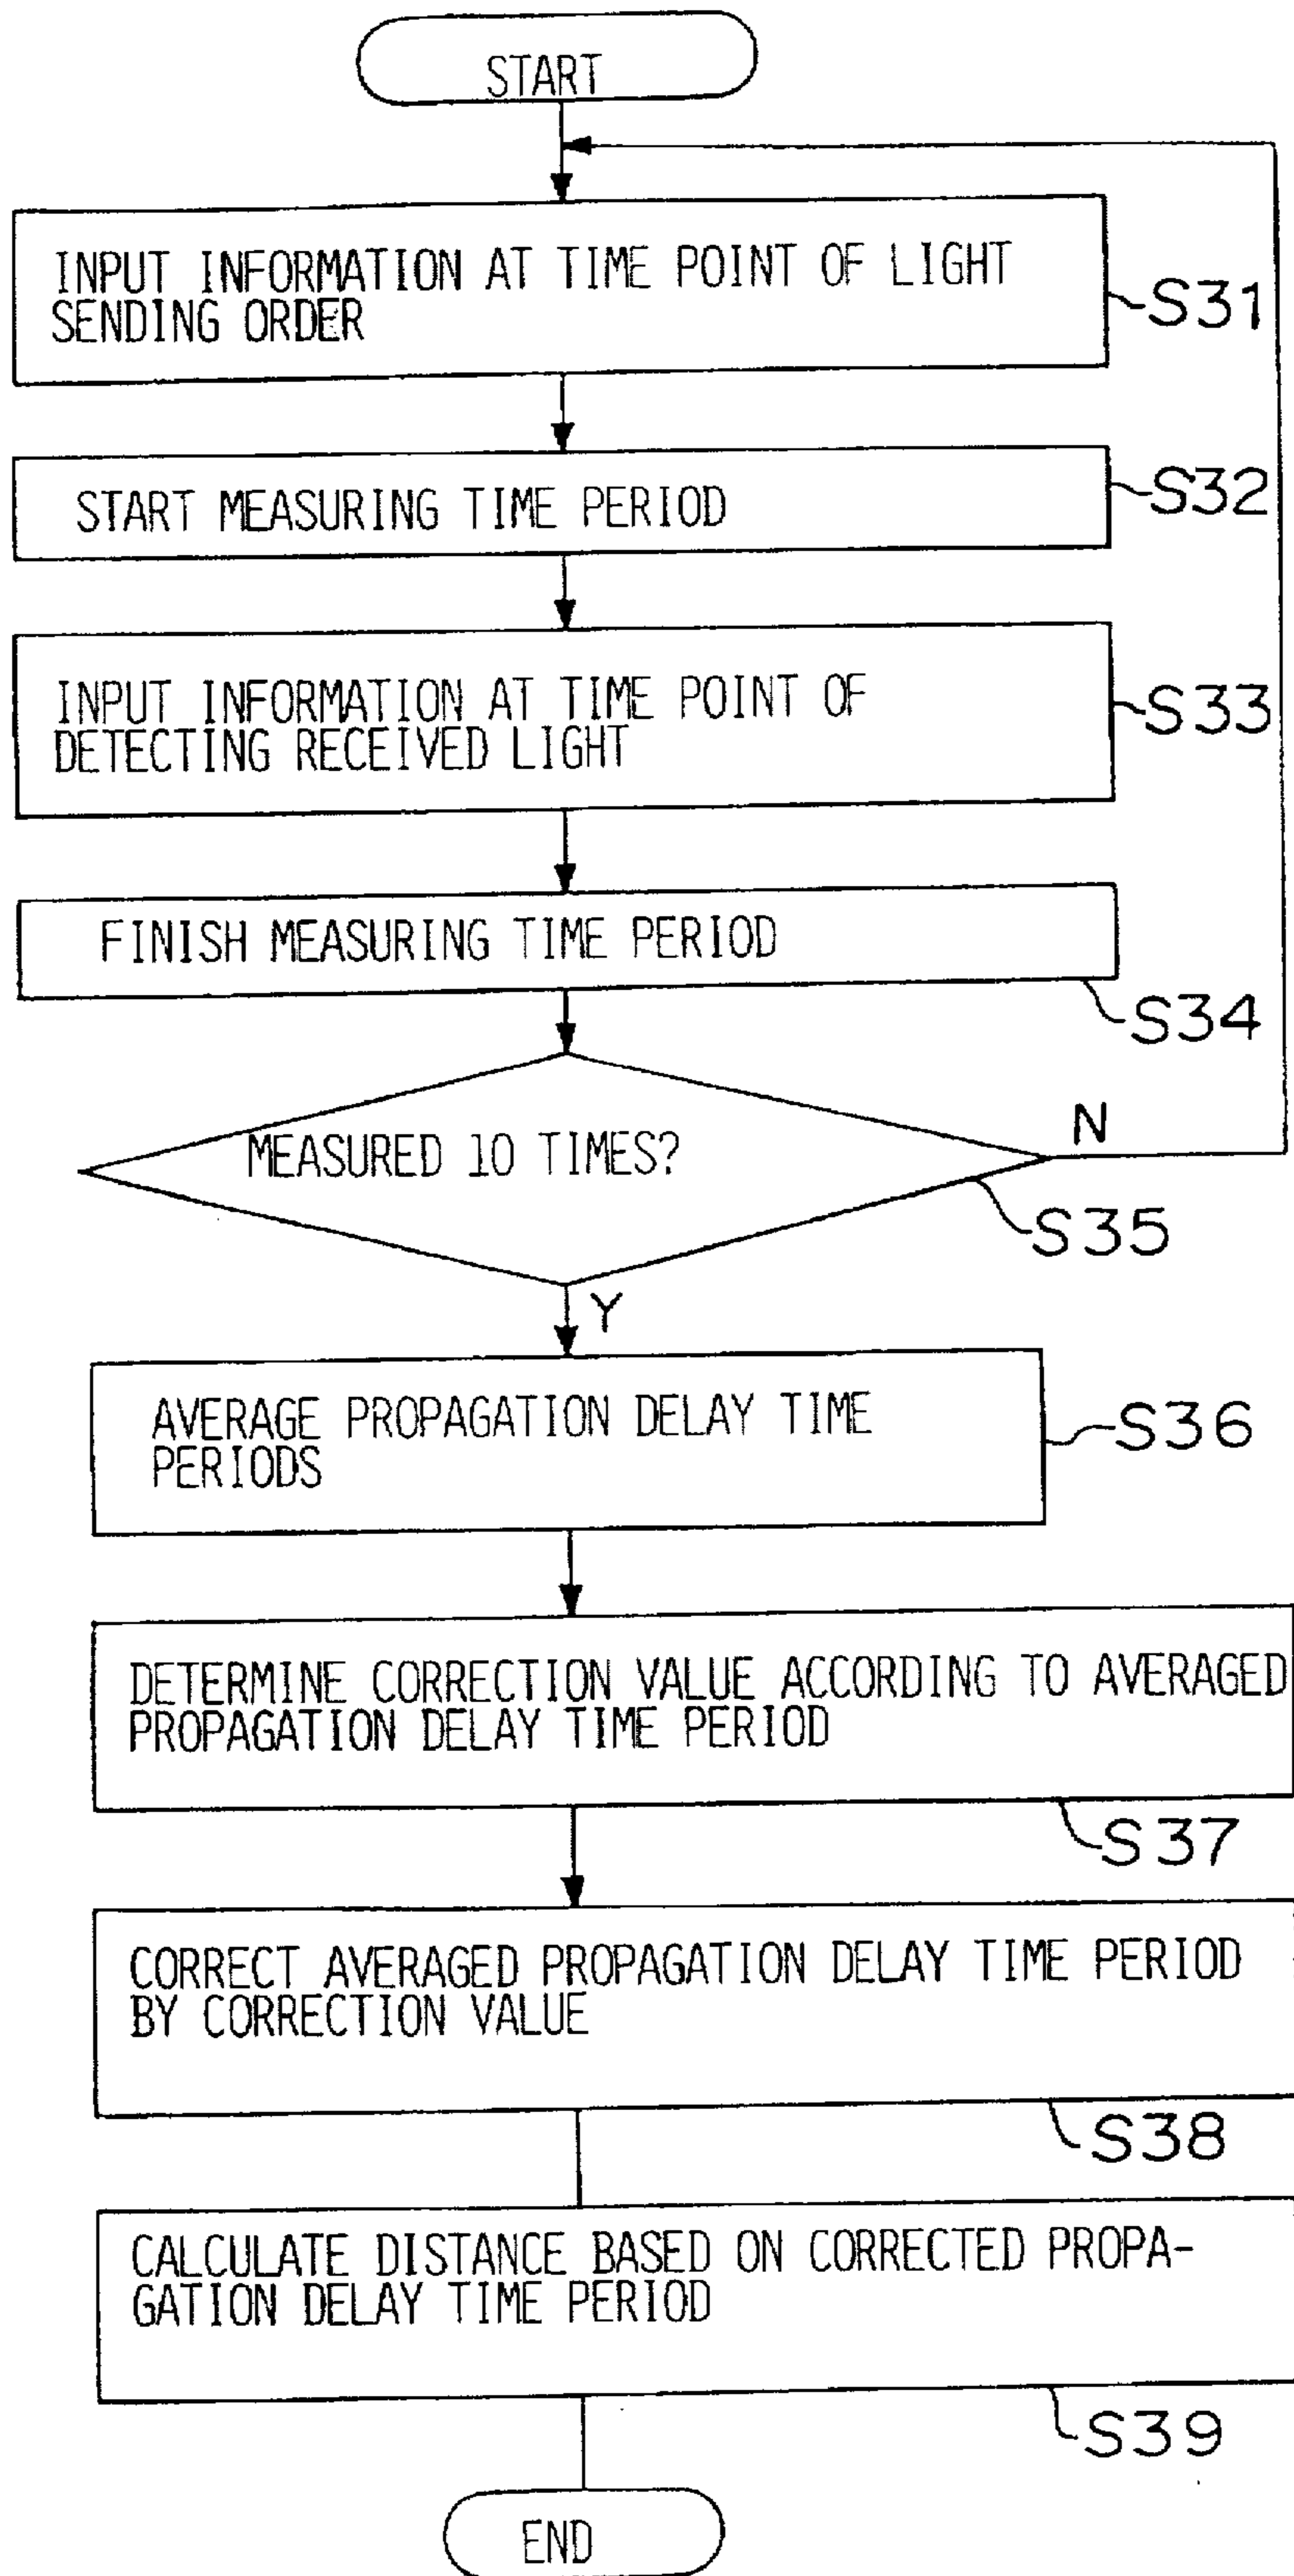 START
INPUT INFORMATION AT TIME POINT OF LIGHT
SENDING ORDER
S31
START MEASURING TIME PERIOD
S32
INPUT INFORMATION AT TIME POINT OF
DETECTING RECEIVED LIGHT
S33
FINISH MEASURING TIME PERIOD
S34
MEASURED 10 TIMES?
N
S35
Y
AVERAGE PROPAGATION DELAY TIME
PERIODS
S36
DETERMINE CORRECTION VALUE ACCORDING TO AVERAGED
PROPAGATION DELAY TIME PERIOD
S37
CORRECT AVERAGED PROPAGATION DELAY TIME PERIOD
BY CORRECTION VALUE
S38
CALCULATE DISTANCE BASED ON CORRECTED PROPA-
GATION DELAY TIME PERIOD
S39
END